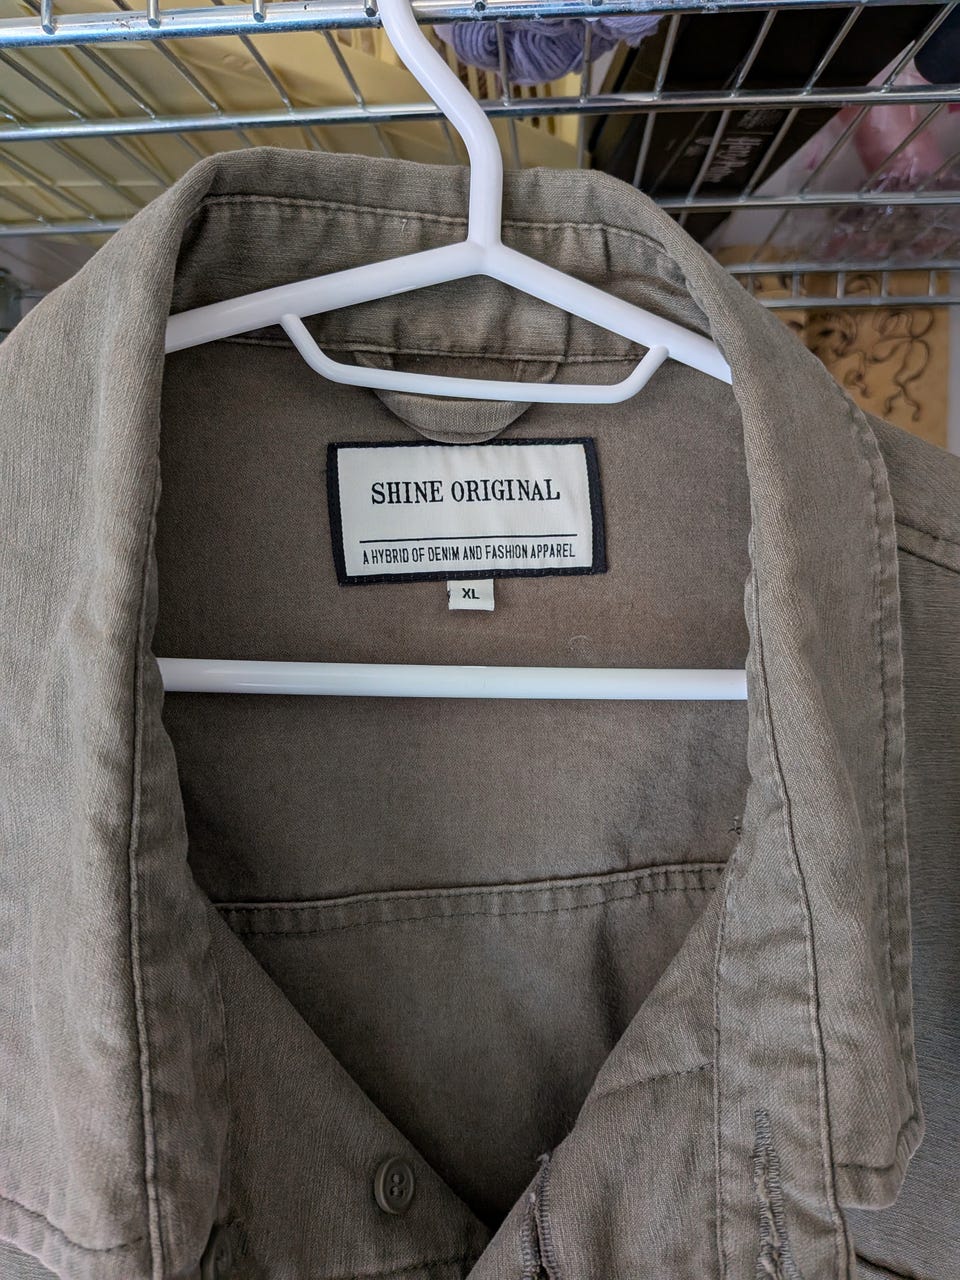 SHINE ORIGINAL
A HYBRID OF DENIM AND FASHION APPAREL
XL